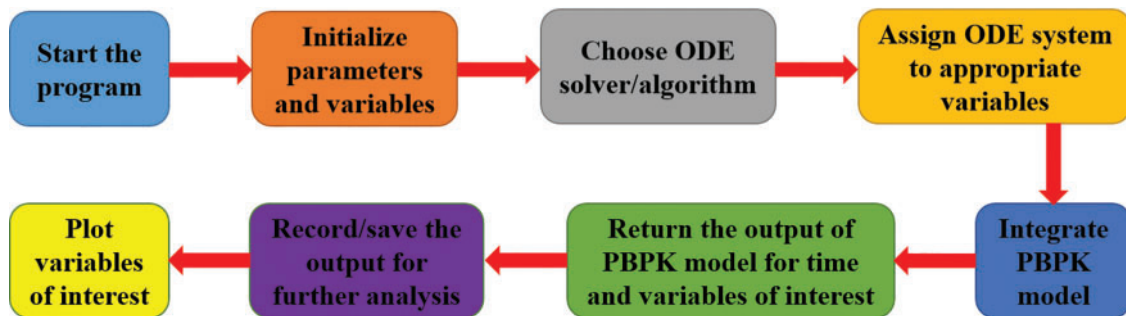 Start the
program
Initialize
parameters
and variables
Choose ODE
solver/algorithm
Assign ODE system
to appropriate
variables
Integrate
PBPK
model
Return the output of
PBPK model for time
and variables of interest
Record/save the
output for
further analysis
Plot
variables
of interest